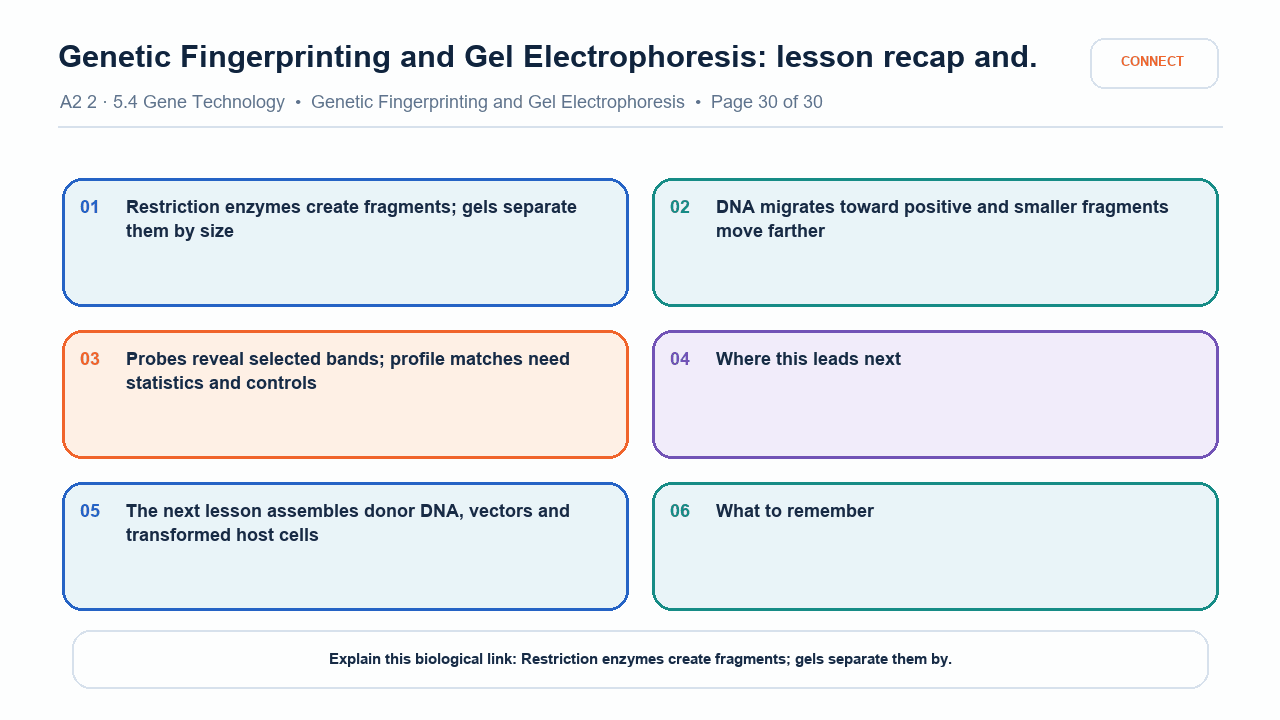 Genetic Fingerprinting and Gel Electrophoresis: lesson recap and.
CONNECT
A2 2 · 5.4 Gene Technology • Genetic Fingerprinting and Gel Electrophoresis • Page 30 of 30
01 Restriction enzymes create fragments; gels separate
them by size
02 DNA migrates toward positive and smaller fragments
move farther
03 Probes reveal selected bands; profile matches need
statistics and controls
04 Where this leads next
05 The next lesson assembles donor DNA, vectors and
transformed host cells
06 What to remember
Explain this biological link: Restriction enzymes create fragments; gels separate them by.